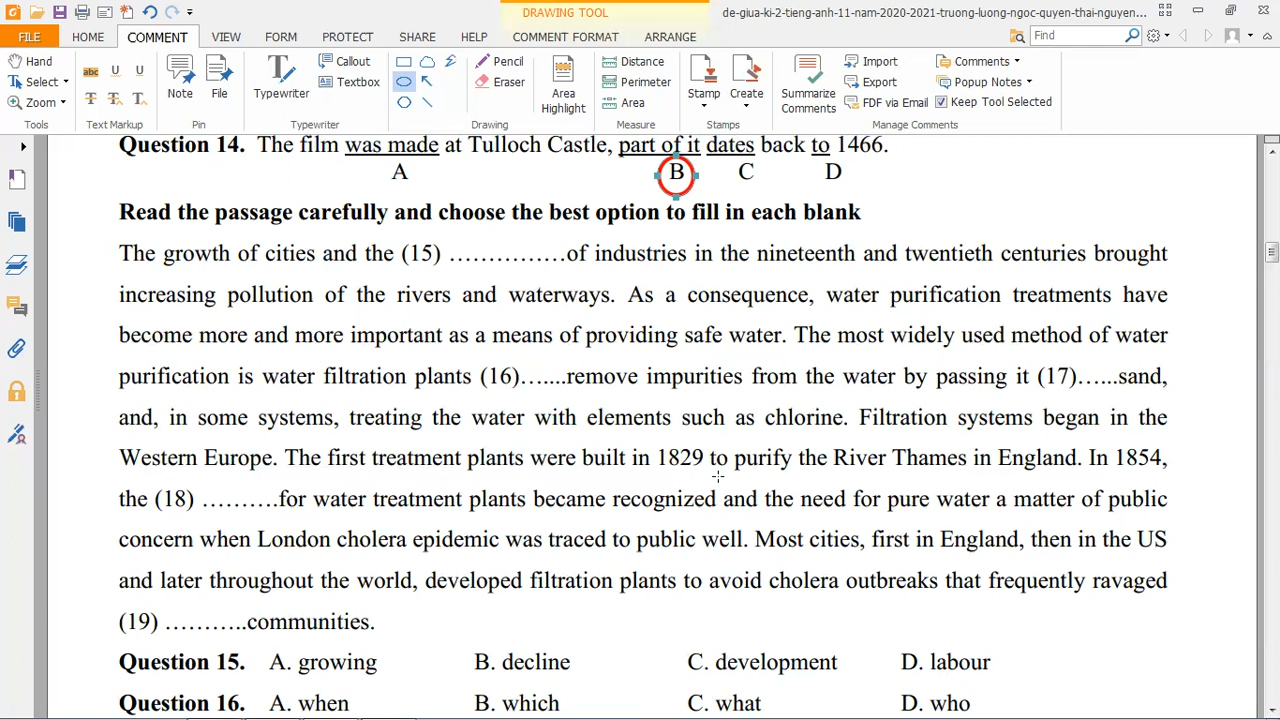 DRAWING TOOL
de-giua-ki-2-tieng-anh-11-nam-2020-2021-truong-luong-ngoc-quyen-thai-nguyen-...
FILE HOME COMMENT VIEW FORM PROTECT SHARE HELP COMMENT FORMAT ARRANGE Find
Hand abc U U Note File Typewriter Callout Pencil Area Highlight Distance Stamp Create Summarize Comments Import Comments
Select T T T Textbox Eraser Perimeter Export Popup Notes
Zoom Area FDF via Email Keep Tool Selected
Tools Text Markup Pin Typewriter Drawing Measure Stamps Manage Comments
Question 14. The film was made at Tulloch Castle, part of it dates back to 1466.
A B C D
Read the passage carefully and choose the best option to fill in each blank
The growth of cities and the (15) ……………of industries in the nineteenth and twentieth centuries brought
increasing pollution of the rivers and waterways. As a consequence, water purification treatments have
become more and more important as a means of providing safe water. The most widely used method of water
purification is water filtration plants (16)…....remove impurities from the water by passing it (17)…...sand,
and, in some systems, treating the water with elements such as chlorine. Filtration systems began in the
Western Europe. The first treatment plants were built in 1829 to purify the River Thames in England. In 1854,
the (18) ……….for water treatment plants became recognized and the need for pure water a matter of public
concern when London cholera epidemic was traced to public well. Most cities, first in England, then in the US
and later throughout the world, developed filtration plants to avoid cholera outbreaks that frequently ravaged
(19) ………..communities.
Question 15. A. growing B. decline C. development D. labour
Question 16. A. when B. which C. what D. who